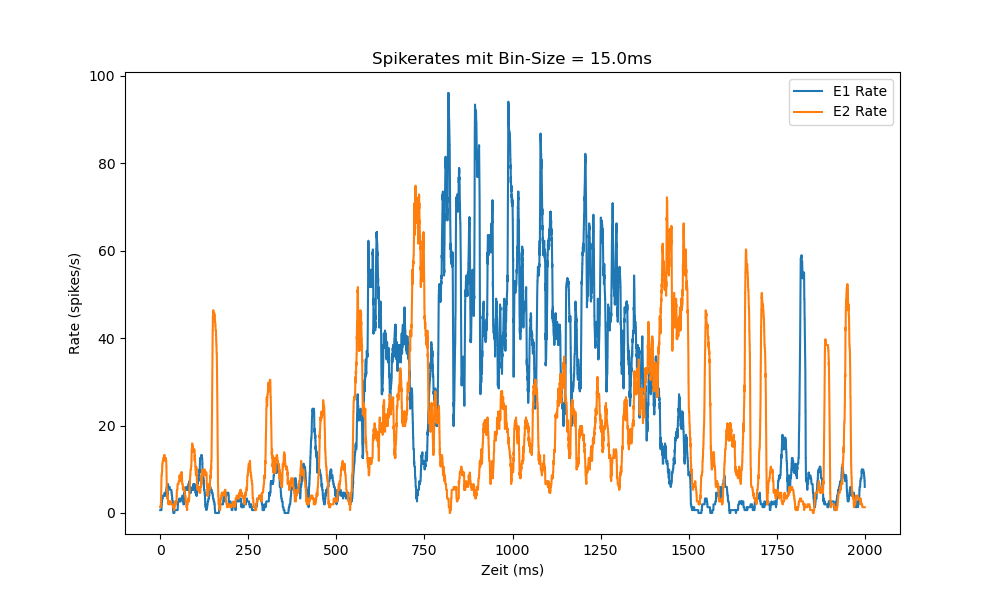 Spikerates mit Bin-Size = 15.0ms
E1 Rate
E2 Rate
Rate (spikes/s)
100
80
60
40
20
0
0 250 500 750 1000 1250 1500 1750 2000
Zeit (ms)